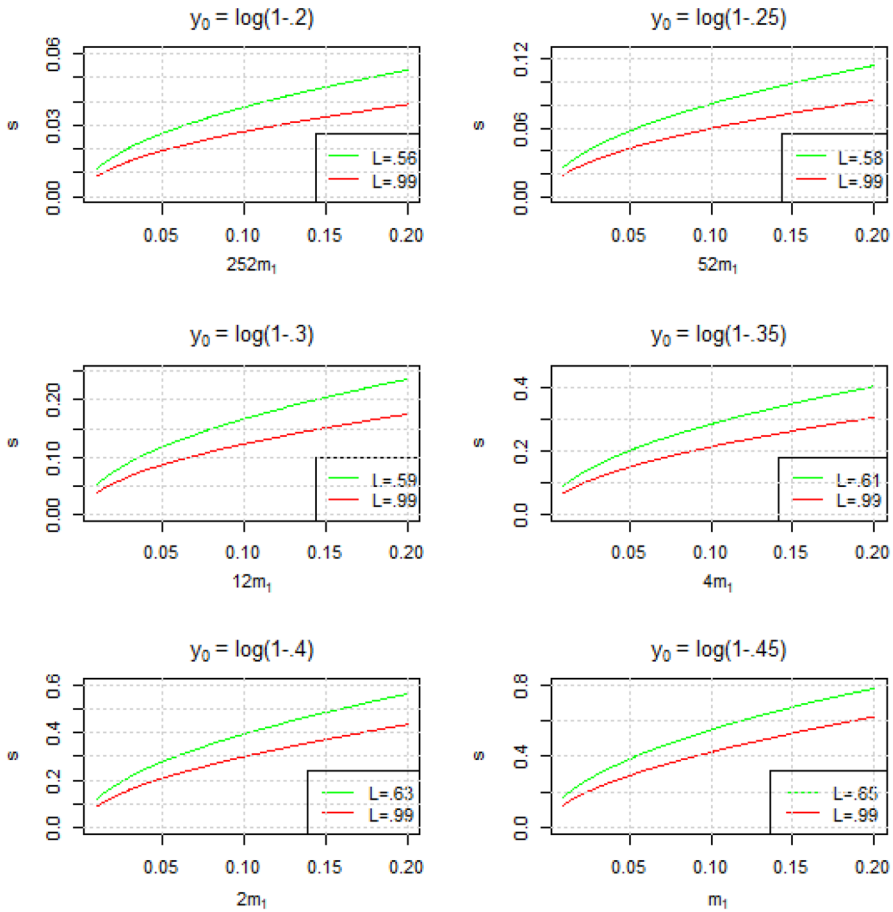 y₀ = log(1-.2)
s
0.00 0.03 0.06
L=.56
L=.99
0.05 0.10 0.15 0.20
252m₁
y₀ = log(1-.25)
s
0.00 0.06 0.12
L=.58
L=.99
0.05 0.10 0.15 0.20
52m₁
y₀ = log(1-.3)
s
0.00 0.10 0.20
L=.59
L=.99
0.05 0.10 0.15 0.20
12m₁
y₀ = log(1-.35)
s
0.0 0.2 0.4
L=.61
L=.99
0.05 0.10 0.15 0.20
4m₁
y₀ = log(1-.4)
s
0.0 0.2 0.4 0.6
L=.63
L=.99
0.05 0.10 0.15 0.20
2m₁
y₀ = log(1-.45)
s
0.0 0.4 0.8
L=.65
L=.99
0.05 0.10 0.15 0.20
m₁